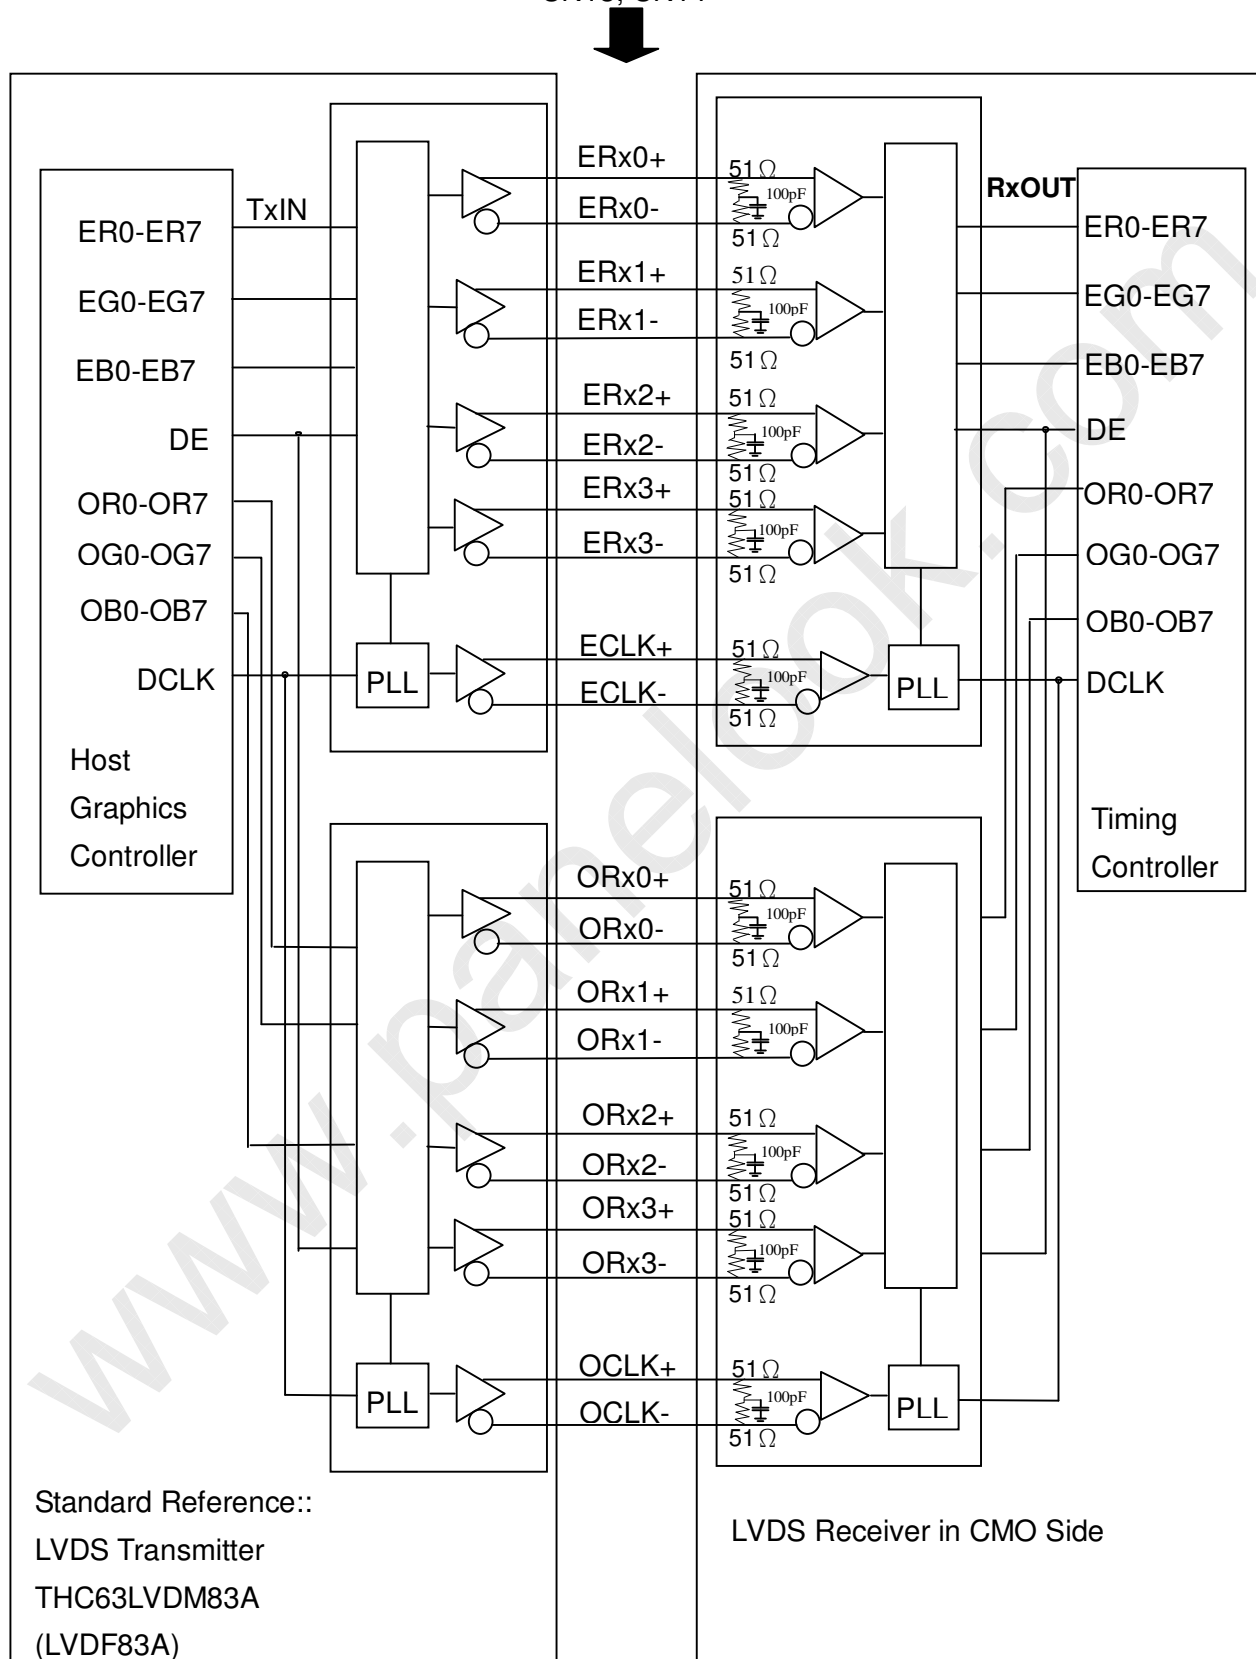 TxIN
ER0-ER7
EG0-EG7
EB0-EB7
DE
OR0-OR7
OG0-OG7
OB0-OB7
DCLK
Host
Graphics
Controller
PLL
ERx0+
ERx0-
ERx1+
ERx1-
ERx2+
ERx2-
ERx3+
ERx3-
ECLK+
ECLK-
51Ω
100pF
51Ω
51Ω
100pF
51Ω
51Ω
100pF
51Ω
51Ω
100pF
51Ω
51Ω
100pF
51Ω
PLL
RxOUT
ER0-ER7
EG0-EG7
EB0-EB7
DE
OR0-OR7
OG0-OG7
OB0-OB7
DCLK
Timing
Controller
PLL
ORx0+
ORx0-
ORx1+
ORx1-
ORx2+
ORx2-
ORx3+
ORx3-
OCLK+
OCLK-
51Ω
100pF
51Ω
51Ω
100pF
51Ω
100pF
51Ω
51Ω
100pF
51Ω
51Ω
100pF
51Ω
PLL
Standard Reference::
LVDS Transmitter
THC63LVDM83A
(LVDF83A)
LVDS Receiver in CMO Side
www.panelook.com